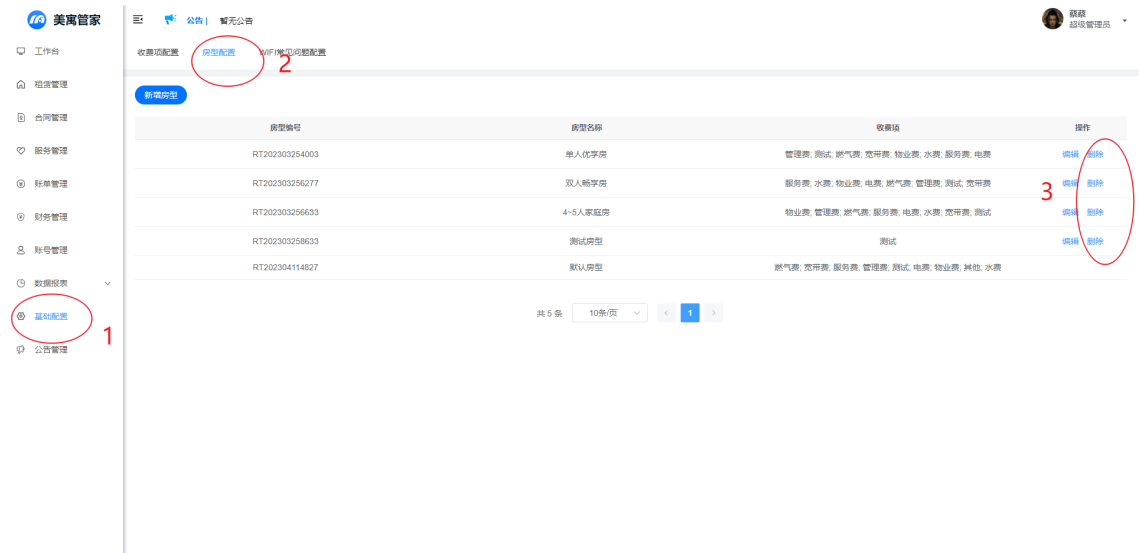 美寓管家
公告 | 暂无公告
蔡蔡
超级管理员
工作台
租赁管理
合同管理
服务管理
账单管理
财务管理
账号管理
数据报表
基础配置
公告管理
1
收费项配置 房型配置 WIFI常见问题配置
2
新增房型
房型编号 房型名称 收费项 操作
RT202303254003 单人优享房 管理费; 测试; 燃气费; 宽带费; 物业费; 水费; 服务费; 电费 编辑 删除
RT202303256277 双人畅享房 服务费; 水费; 物业费; 电费; 燃气费; 管理费; 测试; 宽带费 编辑 删除
3
RT202303256633 4~5人家庭房 物业费; 管理费; 燃气费; 服务费; 电费; 水费; 宽带费; 测试 编辑 删除
RT202303258633 测试房型 测试 编辑 删除
RT202304114827 默认房型 燃气费; 宽带费; 服务费; 管理费; 测试; 电费; 物业费; 其他; 水费
共 5 条 10条/页 < 1 >